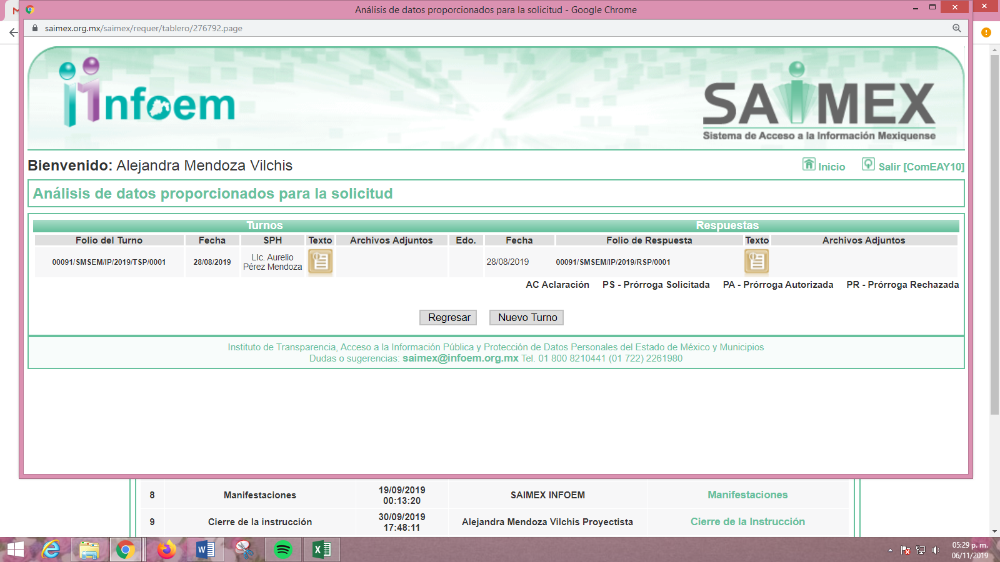 Análisis de datos proporcionados para la solicitud - Google Chrome
saimex.org.mx/saimex/requer/tablero/276792.page
infoem
SAIMEX
Sistema de Acceso a la Información Mexiquense
Bienvenido: Alejandra Mendoza Vilchis
Inicio Salir [ComEAY10]
Análisis de datos proporcionados para la solicitud
Turnos Respuestas
Folio del Turno Fecha SPH Texto Archivos Adjuntos Edo. Fecha Folio de Respuesta Texto Archivos Adjuntos
00091/SMSEM/IP/2019/TSP/0001 28/08/2019 LIc. Aurelio Pérez Mendoza 28/08/2019 00091/SMSEM/IP/2019/RSP/0001
AC Aclaración PS - Prórroga Solicitada PA - Prórroga Autorizada PR - Prórroga Rechazada
Regresar Nuevo Turno
Instituto de Transparencia, Acceso a la Información Pública y Protección de Datos Personales del Estado de México y Municipios
Dudas o sugerencias: saimex@infoem.org.mx Tel. 01 800 8210441 (01 722) 2261980
8 Manifestaciones 19/09/2019 00:13:20 SAIMEX INFOEM Manifestaciones
9 Cierre de la instrucción 30/09/2019 17:48:11 Alejandra Mendoza Vilchis Proyectista Cierre de la Instrucción
05:29 p. m.
06/11/2019